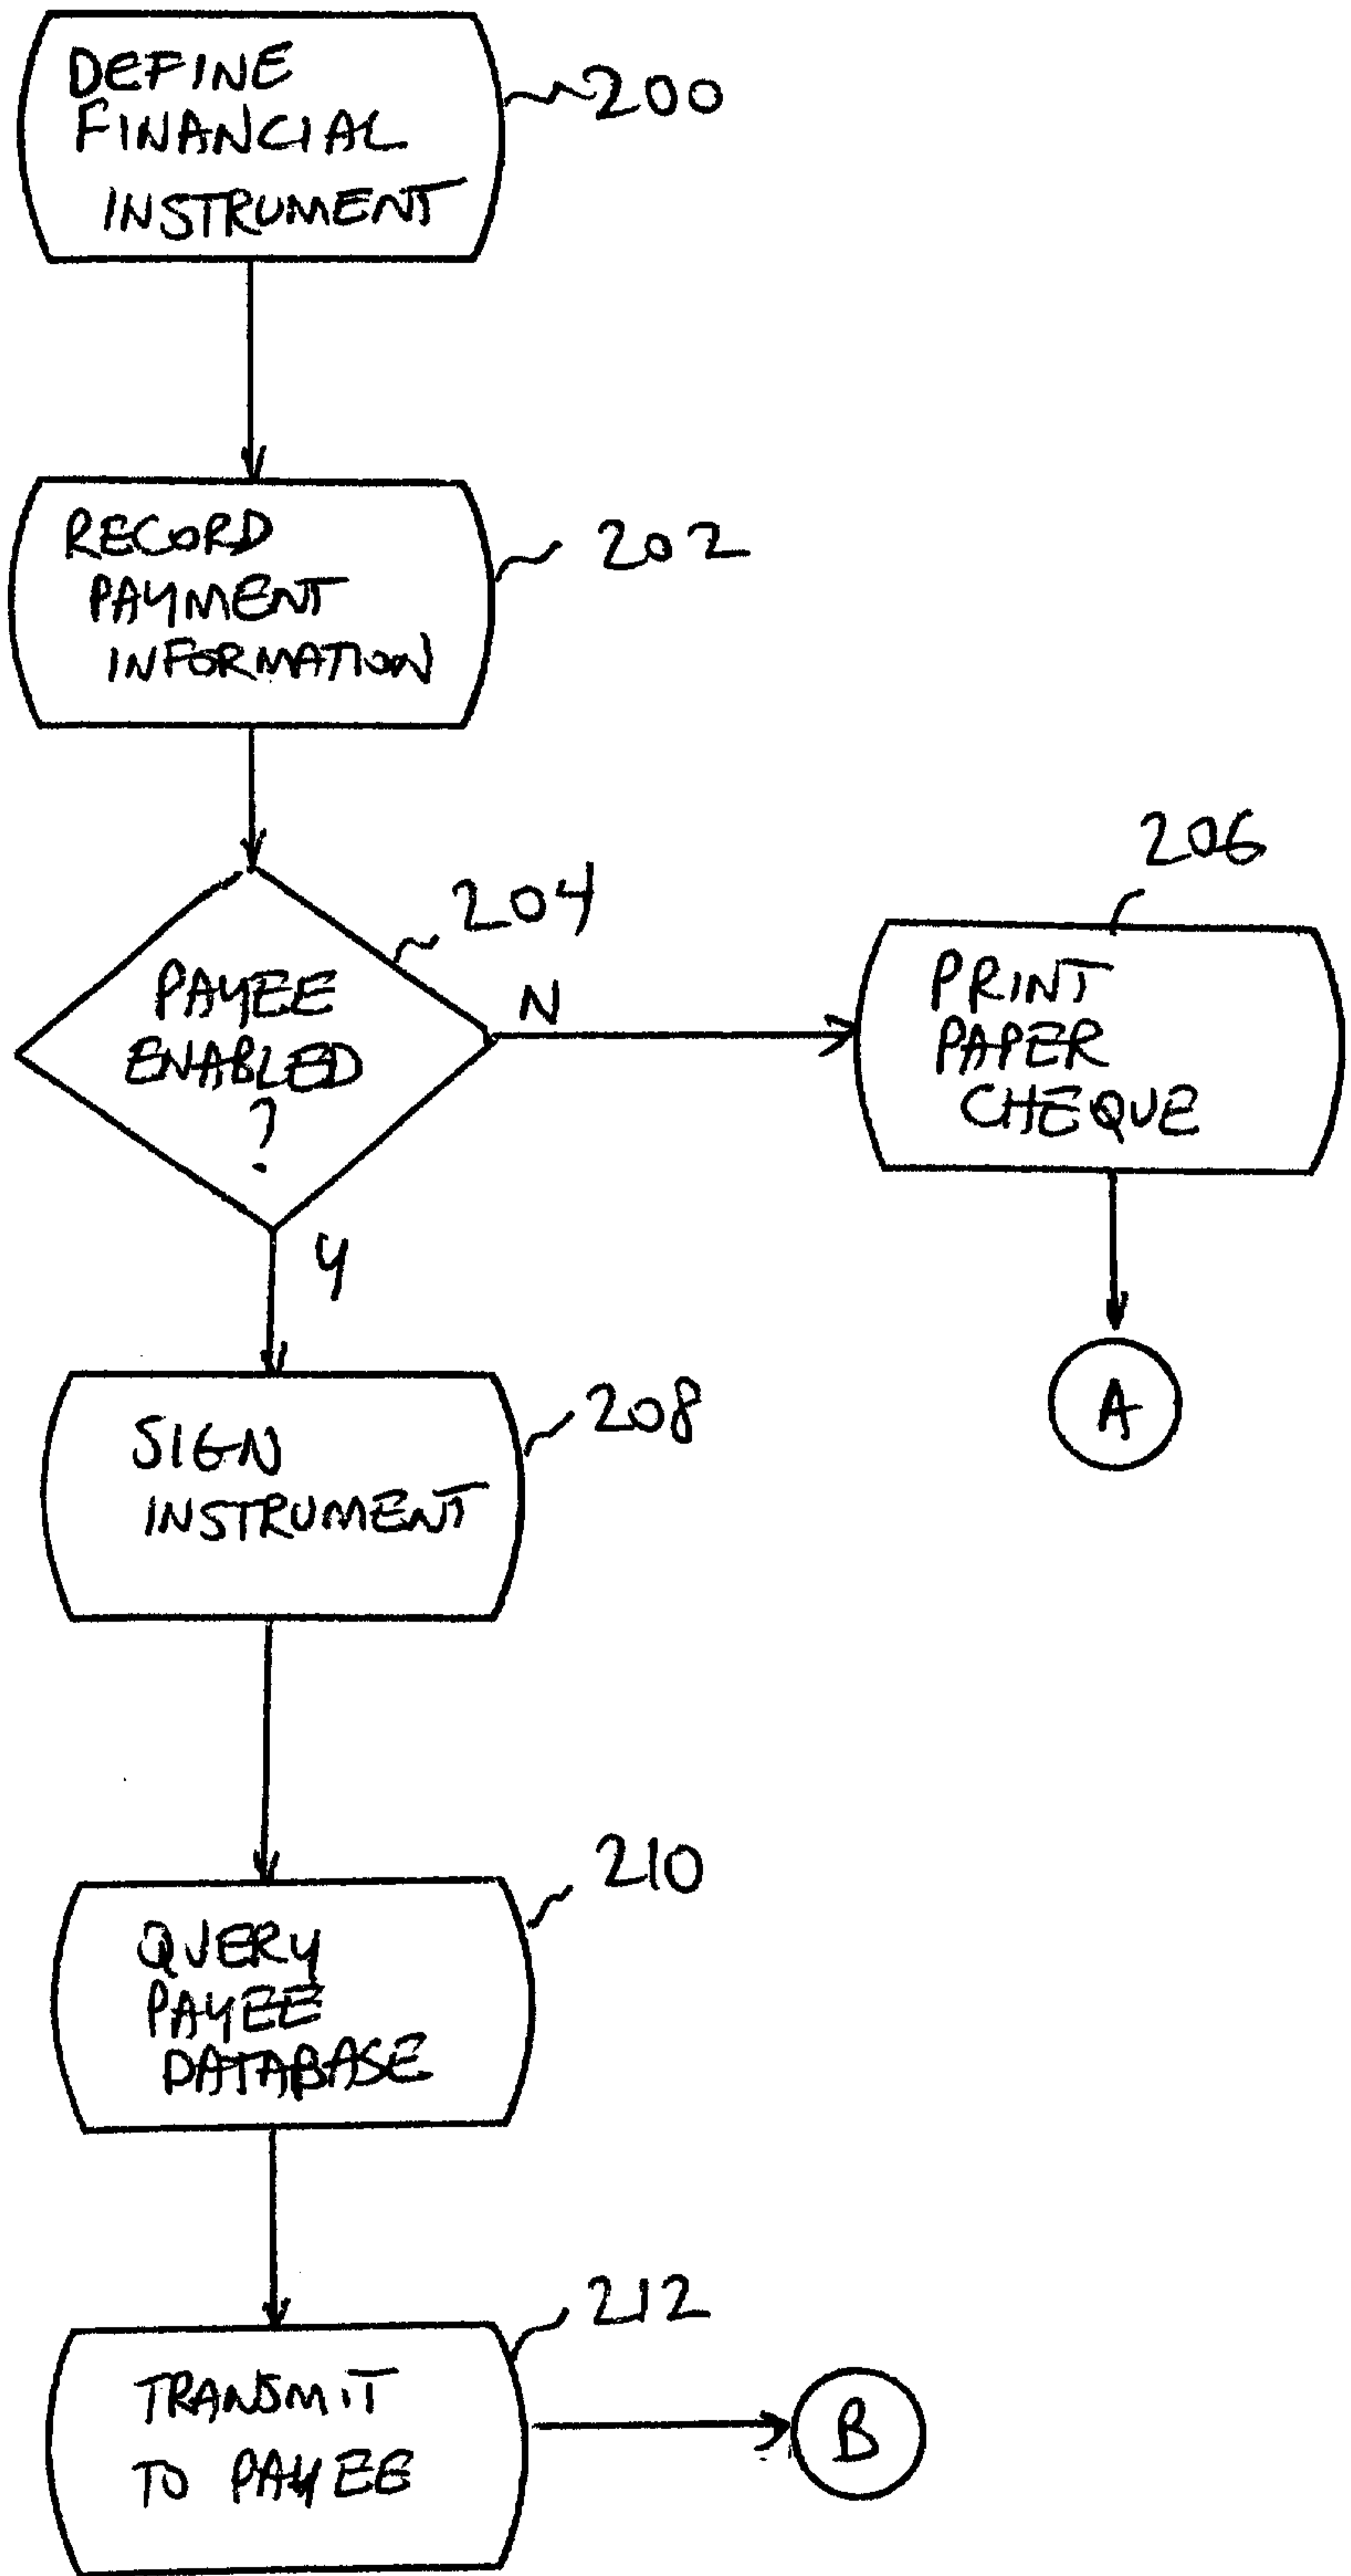 DEFINE
FINANCIAL
INSTRUMENT
200
RECORD
PAYMENT
INFORMATION
202
204
PAYEE
ENABLED
?
N
Y
206
PRINT
PAPER
CHEQUE
A
208
SIGN
INSTRUMENT
210
QUERY
PAYEE
DATABASE
212
TRANSMIT
TO PAYEE
B